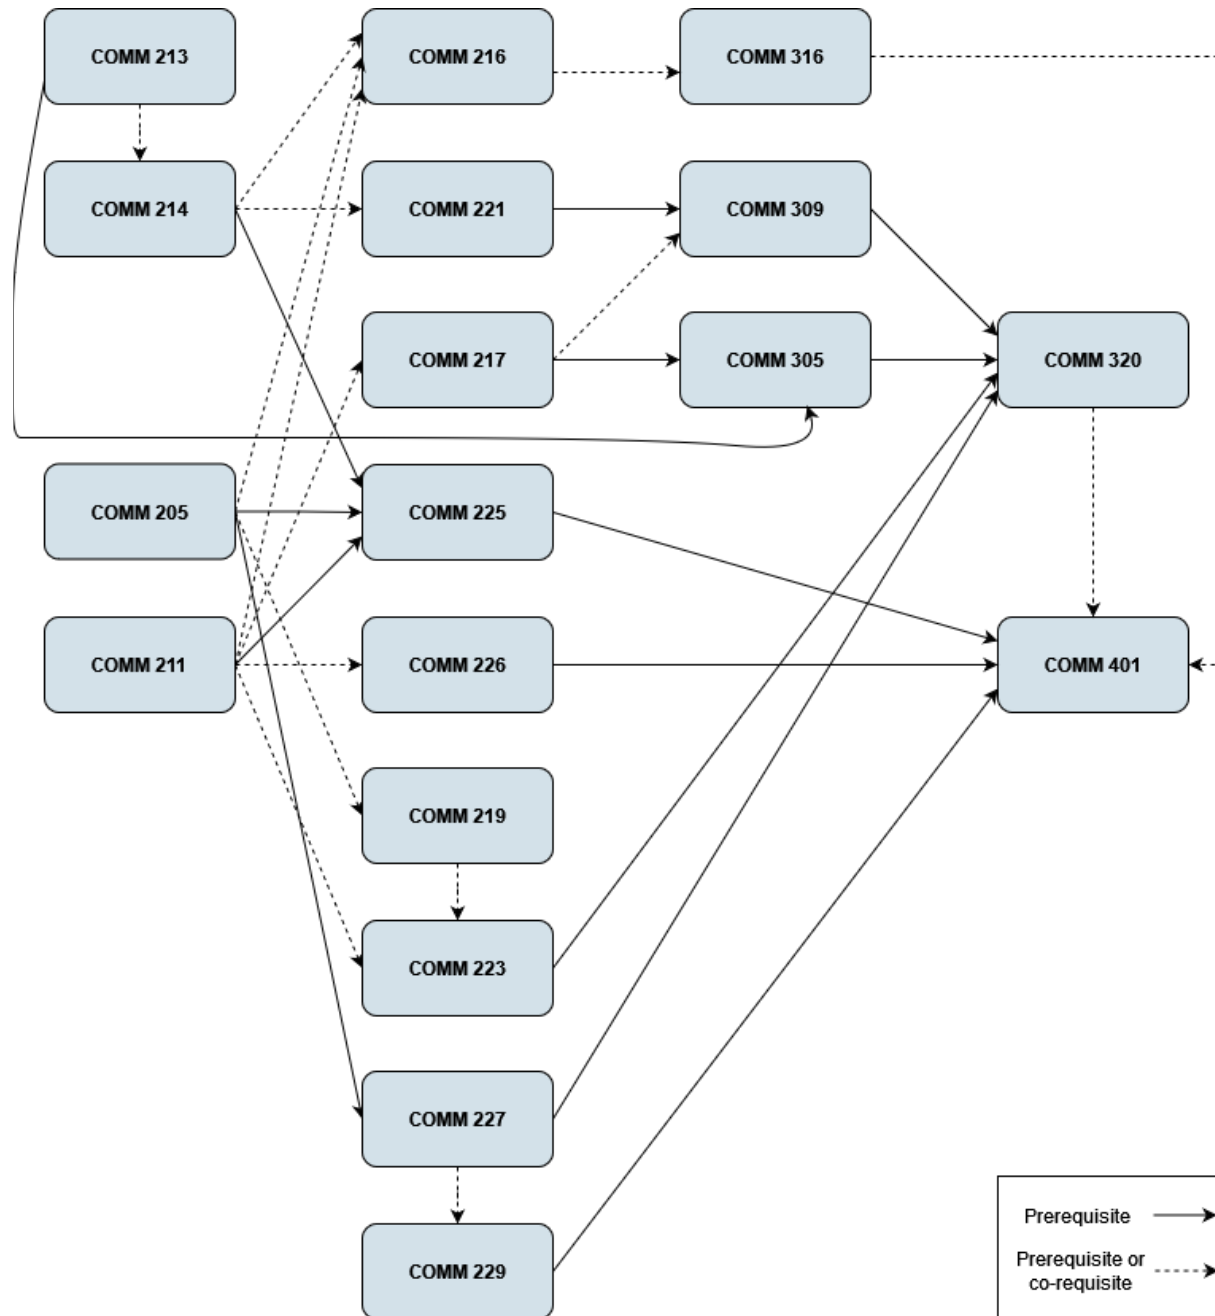 COMM 213
COMM 216
COMM 316
COMM 214
COMM 221
COMM 309
COMM 217
COMM 305
COMM 320
COMM 205
COMM 225
COMM 211
COMM 226
COMM 401
COMM 219
COMM 223
COMM 227
COMM 229
Prerequisite
Prerequisite or
co-requisite